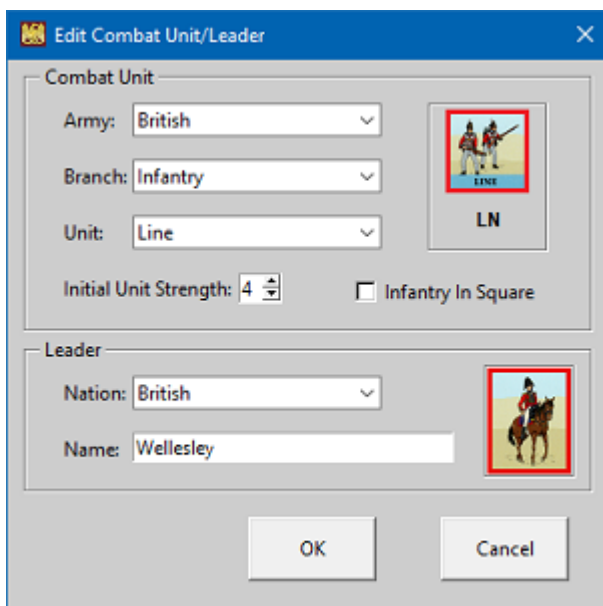 Edit Combat Unit/Leader
Combat Unit
Army: British
Branch: Infantry
LINE
Unit: Line
LN
Initial Unit Strength: 4 Infantry In Square
Leader
Nation: British
Name: Wellesley
OK Cancel